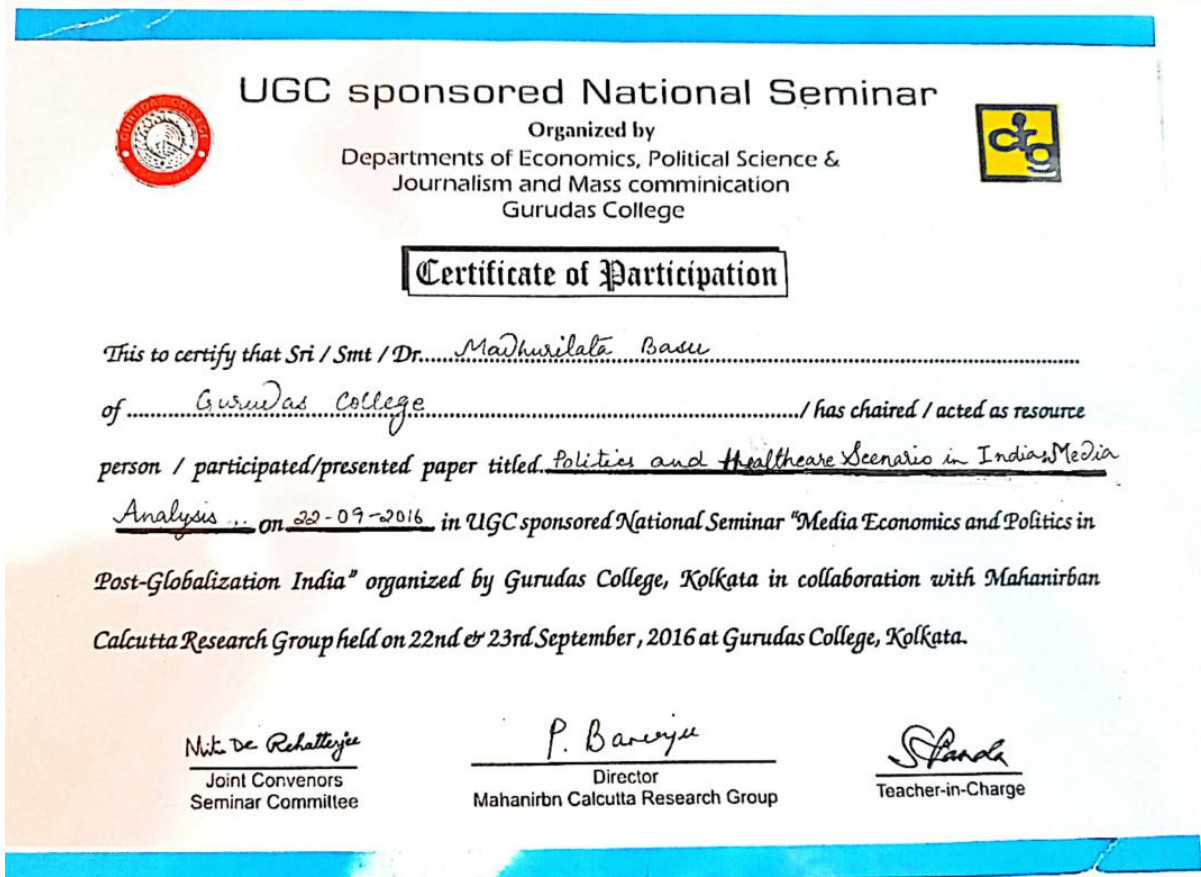 UGC sponsored National Seminar
Organized by
Departments of Economics, Political Science &
Journalism and Mass comminication
Gurudas College
GURUDAS COLLEGE
crg
Certificate of Participation
This to certify that Sri / Smt / Dr..... Madhurilata Basu
of ........... Gurudas College ........../ has chaired / acted as resource
person / participated/presented paper titled Politics and Healthcare Scenario in India: Media
Analysis ... on 22-09-2016 in UGC sponsored National Seminar "Media Economics and Politics in
Post-Globalization India" organized by Gurudas College, Kolkata in collaboration with Mahanirban
Calcutta Research Group held on 22nd & 23rd September, 2016 at Gurudas College, Kolkata.
P. Banerjee
Joint Convenors
Seminar Committee
Director
Mahanirbn Calcutta Research Group
Teacher-in-Charge